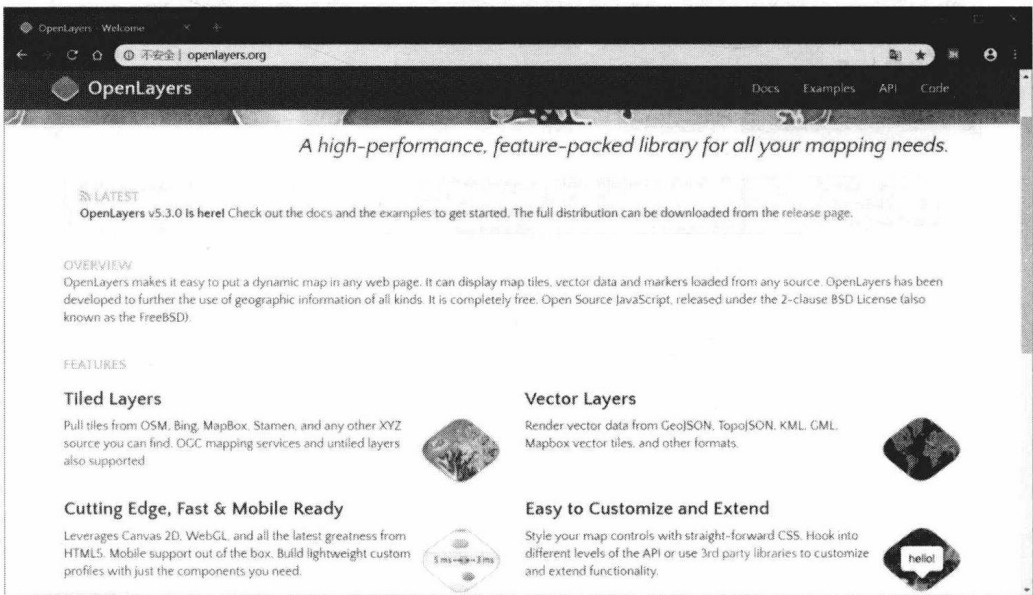 OpenLayers - Welcome
不安全 | openlayers.org
OpenLayers
Docs Examples API Code
A high-performance, feature-packed library for all your mapping needs.
LATEST
OpenLayers v5.3.0 is here! Check out the docs and the examples to get started. The full distribution can be downloaded from the release page.
OVERVIEW
OpenLayers makes it easy to put a dynamic map in any web page. It can display map tiles, vector data and markers loaded from any source. OpenLayers has been
developed to further the use of geographic information of all kinds. It is completely free, Open Source JavaScript, released under the 2-clause BSD License (also
known as the FreeBSD).
FEATURES
Tiled Layers
Pull tiles from OSM, Bing, MapBox, Stamen, and any other XYZ
source you can find. OGC mapping services and untiled layers
also supported
Vector Layers
Render vector data from GeoJSON, TopoJSON, KML, GML,
Mapbox vector tiles, and other formats.
Cutting Edge, Fast & Mobile Ready
Leverages Canvas 2D, WebGL, and all the latest greatness from
HTML5. Mobile support out of the box. Build lightweight custom
profiles with just the components you need.
5 ms 3 ms
Easy to Customize and Extend
Style your map controls with straight-forward CSS. Hook into
different levels of the API or use 3rd party libraries to customize
and extend functionality.
hello!